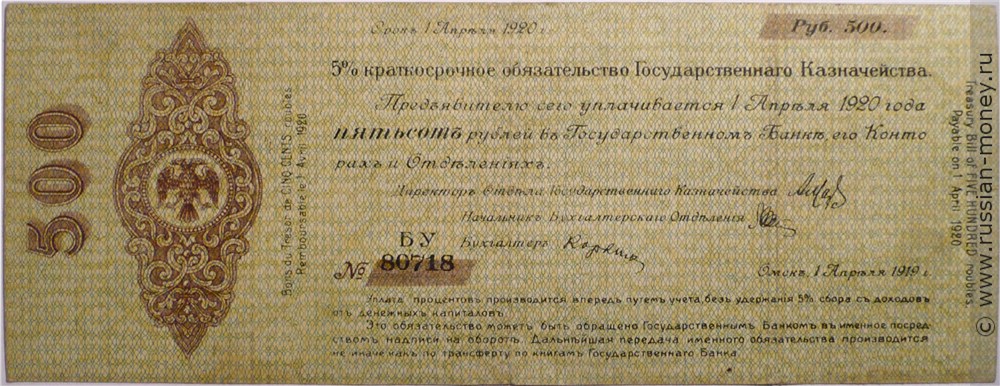 Срокъ 1 Апрѣля 1920 г.
Руб. 500.
5% краткосрочное обязательство Государственнаго Казначейства.
Предъявителю сего уплачивается 1 Апрѣля 1920 года
пятьсотъ рублей въ Государственномъ Банкѣ, его Конто-
рахъ и Отдѣленіяхъ.
Директоръ Отдѣла Государственнаго Казначейства
Начальникъ Бухгалтерскаго Отдѣленія
Бухгалтеръ
БУ
№ 80718
Омскъ, 1 Апрѣля 1919 г.
Уплата процентовъ производится впередъ путемъ учета, безъ удержанія 5% сбора съ доходовъ
отъ денежныхъ капиталовъ.
Это обязательство можетъ быть обращено Государственнымъ Банкомъ въ именное посред-
ствомъ надписи на оборотѣ. Дальнѣйшая передача именного обязательства производится
не иначе какъ по трансферту по книгамъ Государственнаго Банка.
500
Bons du Trésor de CINQ CENTS roubles
Remboursable le 1 Avril 1920
Treasury Bill of FIVE HUNDRED roubles
Payable on 1 April 1920
© www.russian-money.ru